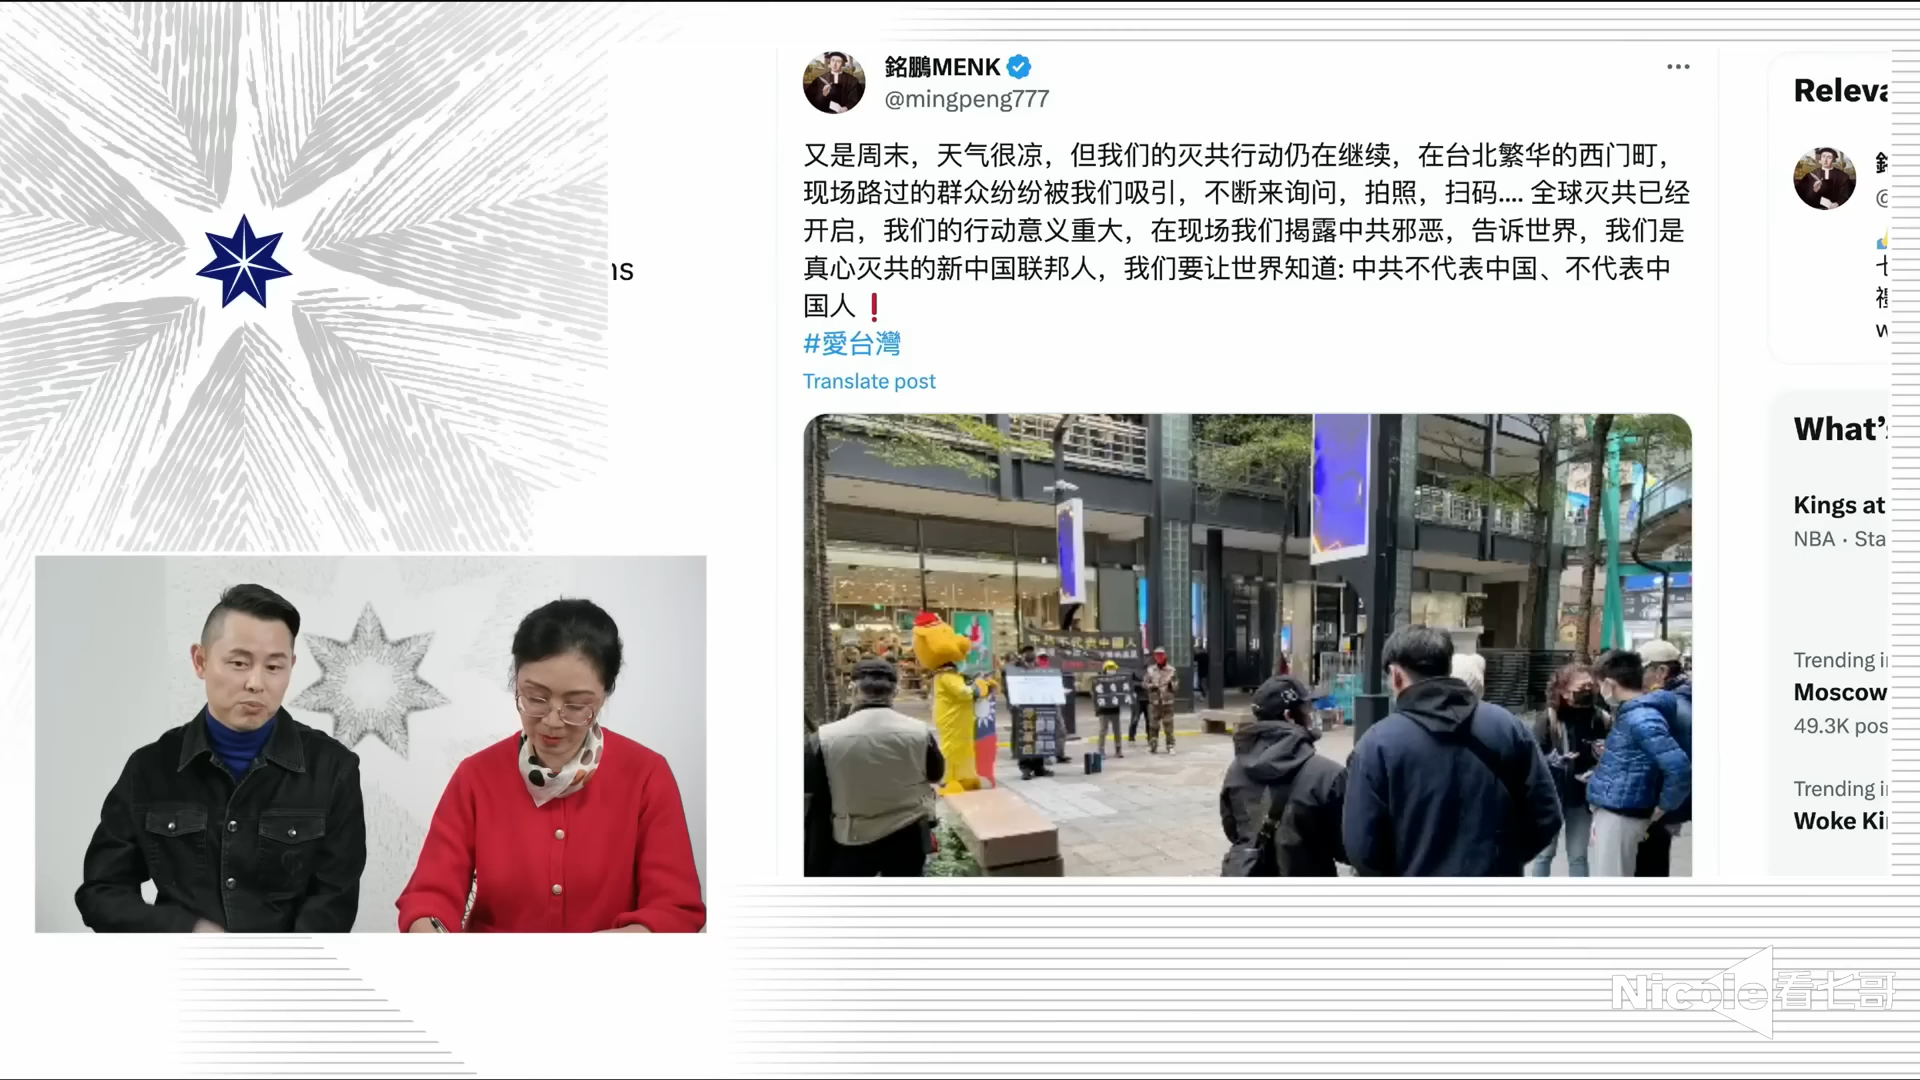 銘鵬MENK
@mingpeng777
又是周末，天气很凉，但我们的灭共行动仍在继续，在台北繁华的西门町，
现场路过的群众纷纷被我们吸引，不断来询问，拍照，扫码.... 全球灭共已经
开启，我们的行动意义重大，在现场我们揭露中共邪恶，告诉世界，我们是
真心灭共的新中国联邦人，我们要让世界知道: 中共不代表中国、不代表中
国人❗
#愛台灣
Translate post
ns
Releva
What's
Kings at
NBA · Sta
Trending i
Moscow
49.3K pos
Trending i
Woke Ki
Nicole看七哥